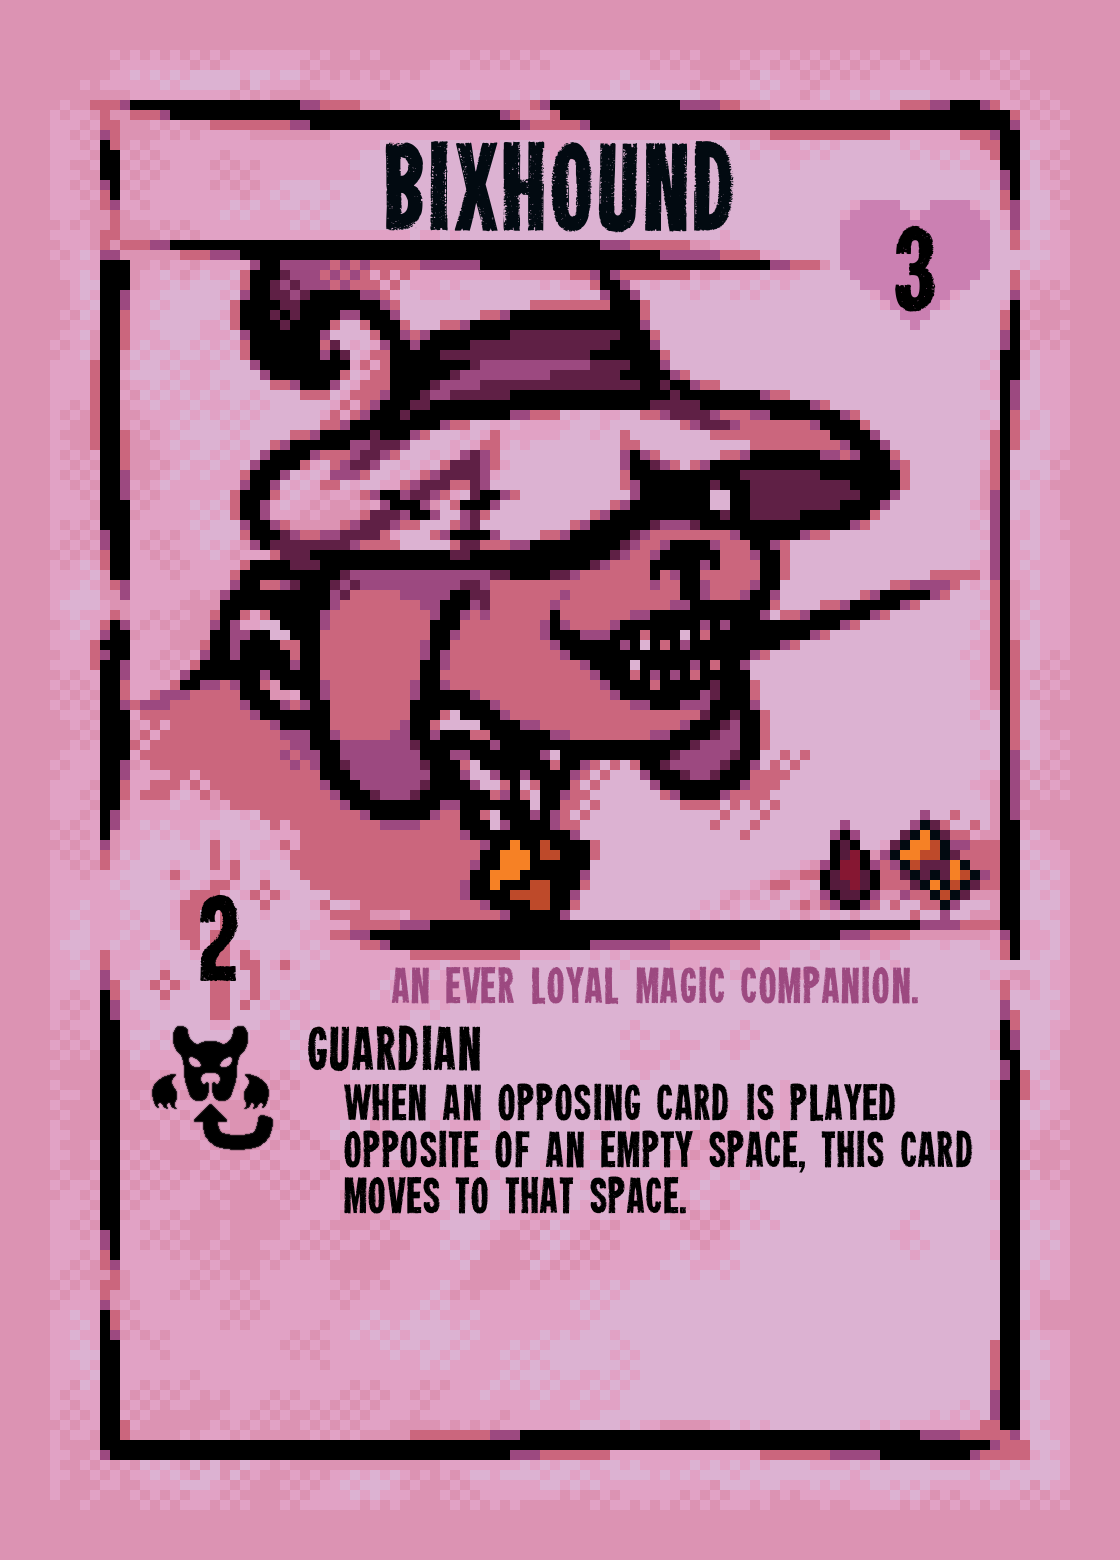 BIXHOUND
3
2
AN EVER LOYAL MAGIC COMPANION.
GUARDIAN
WHEN AN OPPOSING CARD IS PLAYED
OPPOSITE OF AN EMPTY SPACE, THIS CARD
MOVES TO THAT SPACE.